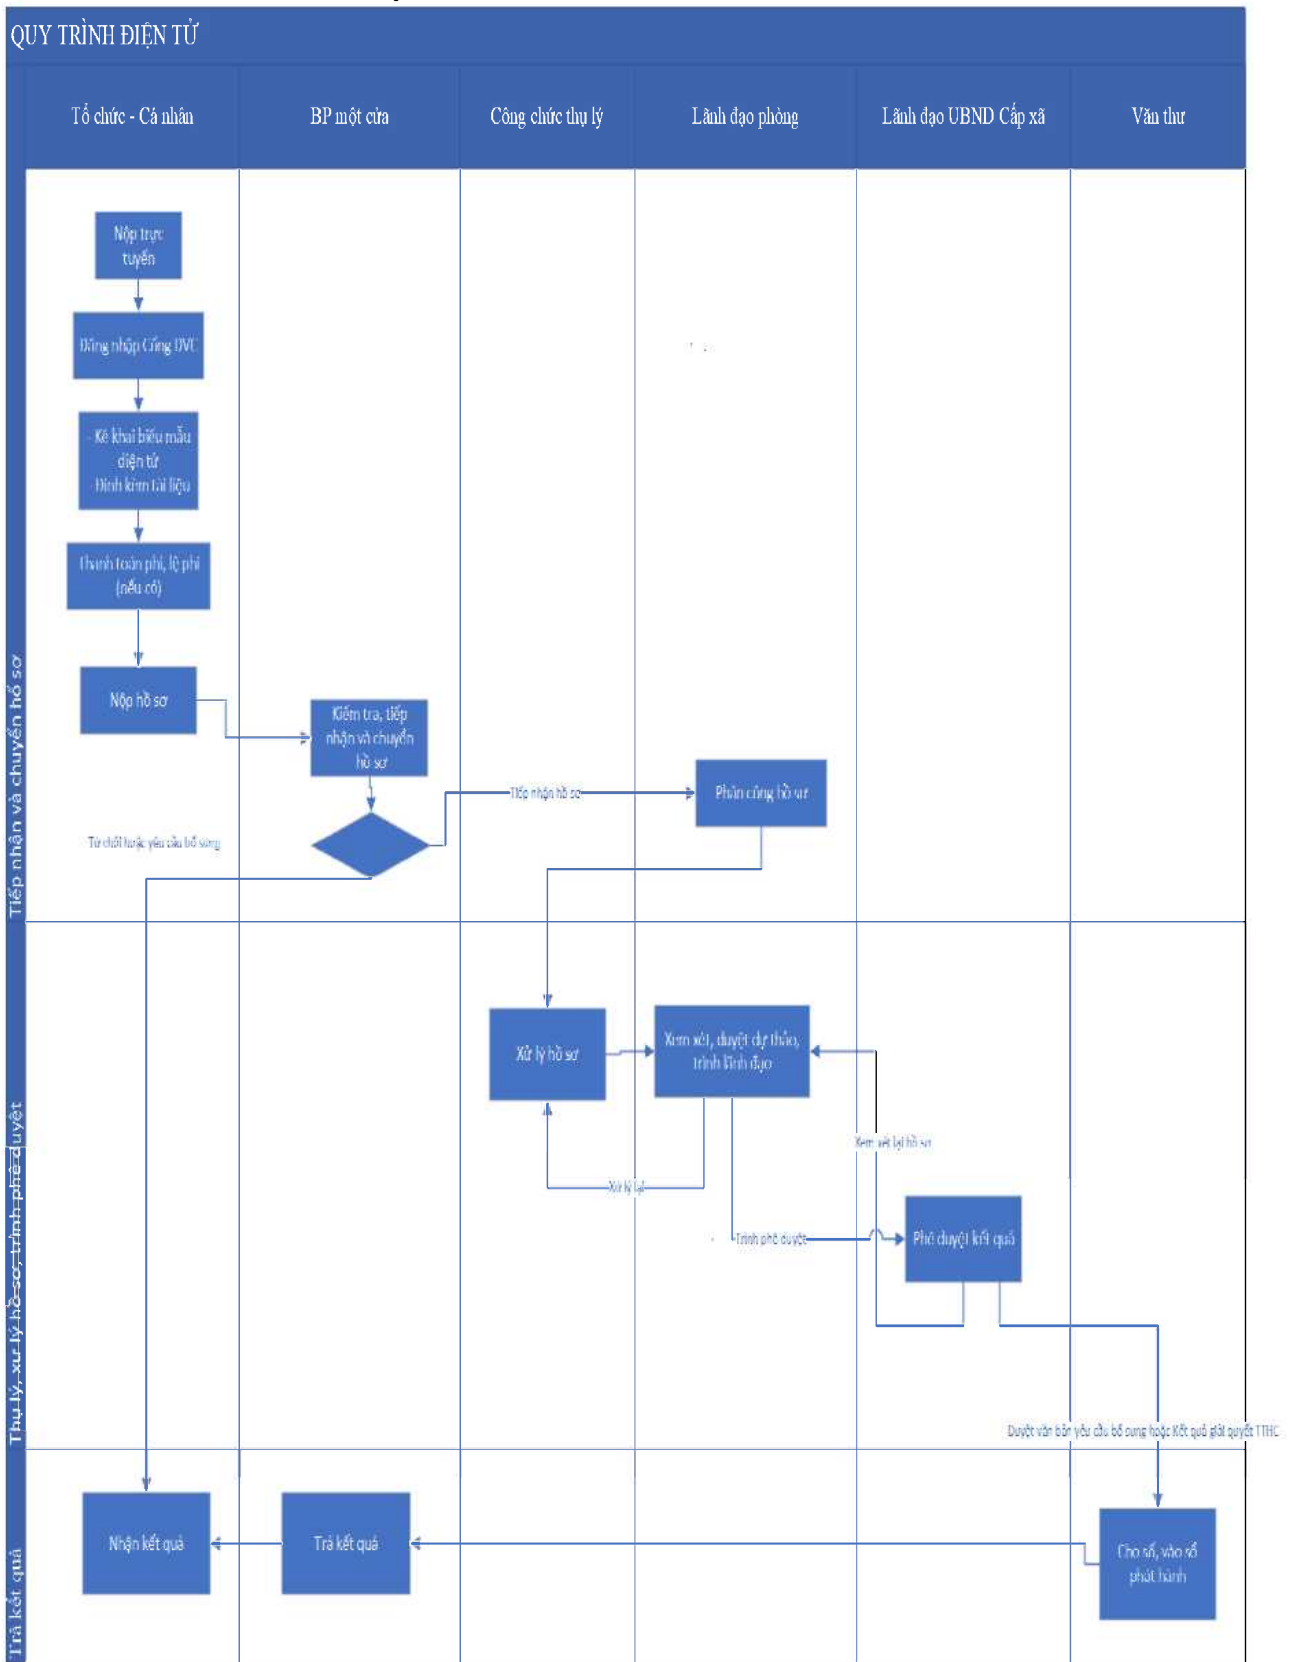 QUY TRÌNH ĐIỆN TỬ
Tổ chức - Cá nhân
BP một cửa
Công chức thụ lý
Lãnh đạo phòng
Lãnh đạo UBND Cấp xã
Văn thư
Tiếp nhận và chuyển hồ sơ
Nộp trực
tuyến
Đăng nhập Cổng DVC
- Kê khai biểu mẫu
điện tử
- Đính kèm tài liệu
Thanh toán phí, lệ phí
(nếu có)
Nộp hồ sơ
Kiểm tra, tiếp
nhận và chuyển
hồ sơ
Tiếp nhận hồ sơ
Phân công hồ sơ
Từ chối hoặc yêu cầu bổ sung
Thụ lý, xử lý hồ sơ, trình phê duyệt
Xử lý hồ sơ
Xem xét, duyệt dự thảo,
trình lãnh đạo
Xem xét lại hồ sơ
Xử lý lại
Trình phê duyệt
Phê duyệt kết quả
Duyệt văn bản yêu cầu bổ sung hoặc Kết quả giải quyết TTHC
Trả kết quả
Nhận kết quả
Trả kết quả
Cho số, vào sổ
phát hành